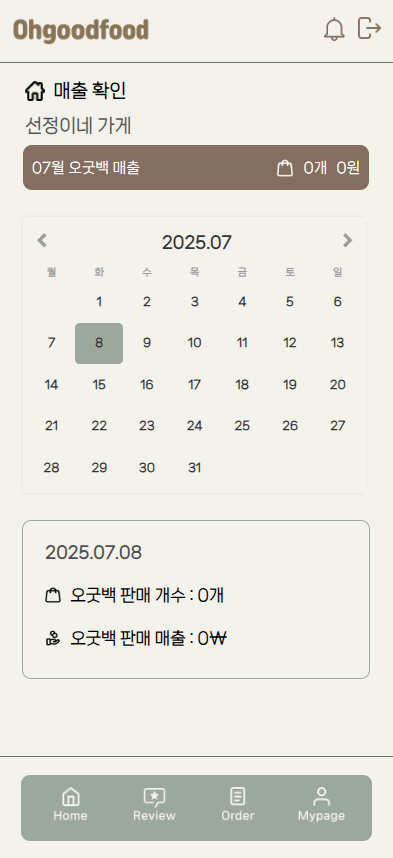 Ohgoodfood
매출 확인
선정이네 가게
07월 오굿백 매출 0개 0원
2025.07
월 화 수 목 금 토 일
1 2 3 4 5 6
7 8 9 10 11 12 13
14 15 16 17 18 19 20
21 22 23 24 25 26 27
28 29 30 31
2025.07.08
오굿백 판매 개수 : 0개
오굿백 판매 매출 : 0₩
Home Review Order Mypage